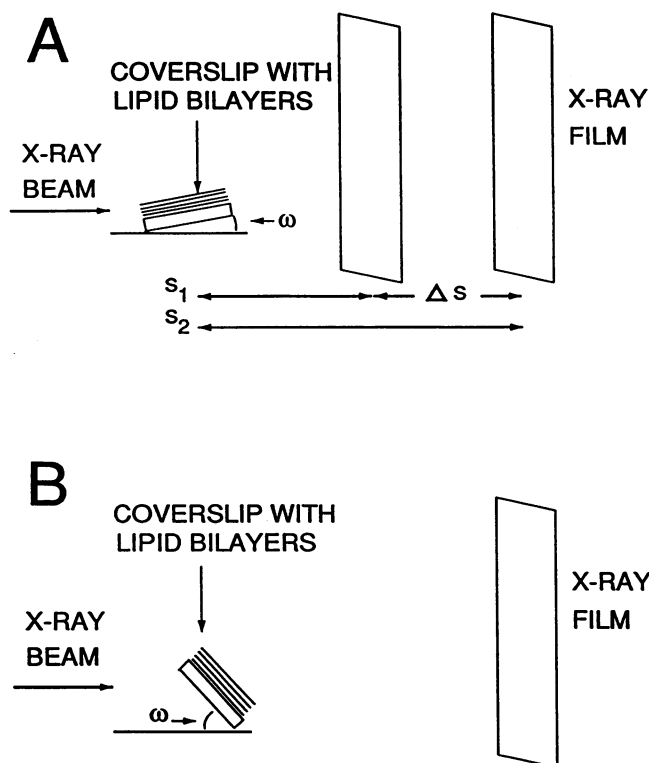 A
COVERSLIP WITH
LIPID BILAYERS
X-RAY
FILM
X-RAY
BEAM
ω
s1
Δ s
s2
B
COVERSLIP WITH
LIPID BILAYERS
X-RAY
FILM
X-RAY
BEAM
ω